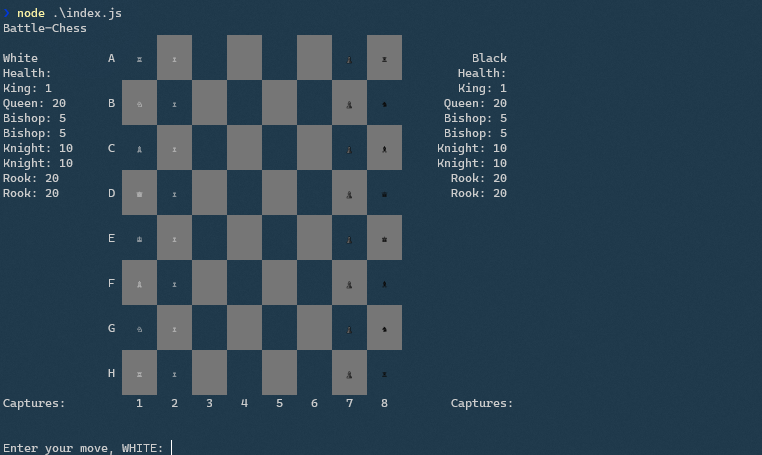 › node .\index.js
Battle-Chess
White A Black
Health: Health:
King: 1 King: 1
Queen: 20 B Queen: 20
Bishop: 5 Bishop: 5
Bishop: 5 Bishop: 5
Knight: 10 C Knight: 10
Knight: 10 Knight: 10
Rook: 20 Rook: 20
Rook: 20 D Rook: 20
E
F
G
H
Captures: 1 2 3 4 5 6 7 8 Captures:
Enter your move, WHITE: